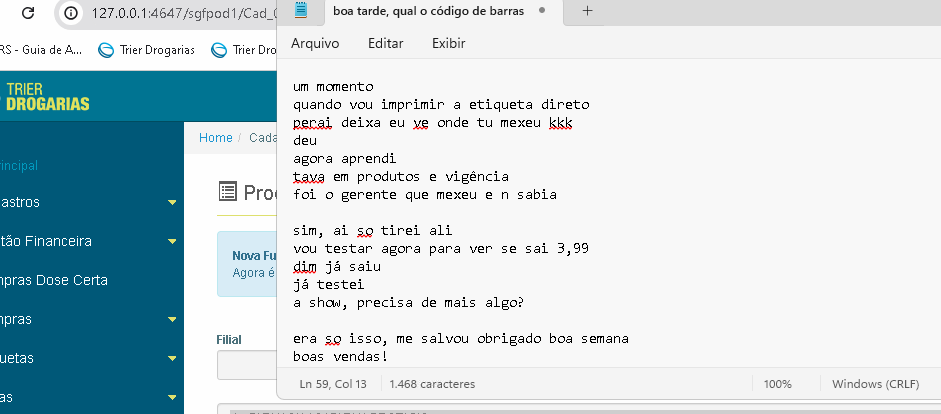 127.0.0.1:4647/sgfpod1/Cad_
boa tarde, qual o código de barras
RS - Guia de A...
Trier Drogarias
Trier Dro
Arquivo
Editar
Exibir
TRIER
DROGARIAS
Home / Cada
rincipal
astros
tão Financeira
mpras Dose Certa
mpras
uetas
as
Pro
Nova Fu
Agora é
Filial
um momento
quando vou imprimir a etiqueta direto
perai deixa eu ve onde tu mexeu kkk
deu
agora aprendi
tava em produtos e vigência
foi o gerente que mexeu e n sabia
sim, ai so tirei ali
vou testar agora para ver se sai 3,99
dim já saiu
já testei
a show, precisa de mais algo?
era so isso, me salvou obrigado boa semana
boas vendas!
Ln 59, Col 13
1.468 caracteres
100%
Windows (CRLF)